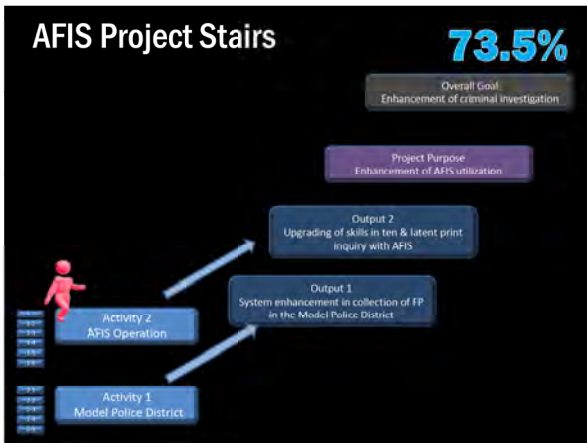 AFIS Project Stairs
73.5%
Overall Goal
Enhancement of criminal investigation
Project Purpose
Enhancement of AFIS utilization
Output 2
Upgrading of skills in ten & latent print
inquiry with AFIS
Output 1
System enhancement in collection of FP
in the Model Police District
Activity 2
AFIS Operation
Activity 1
Model Police District